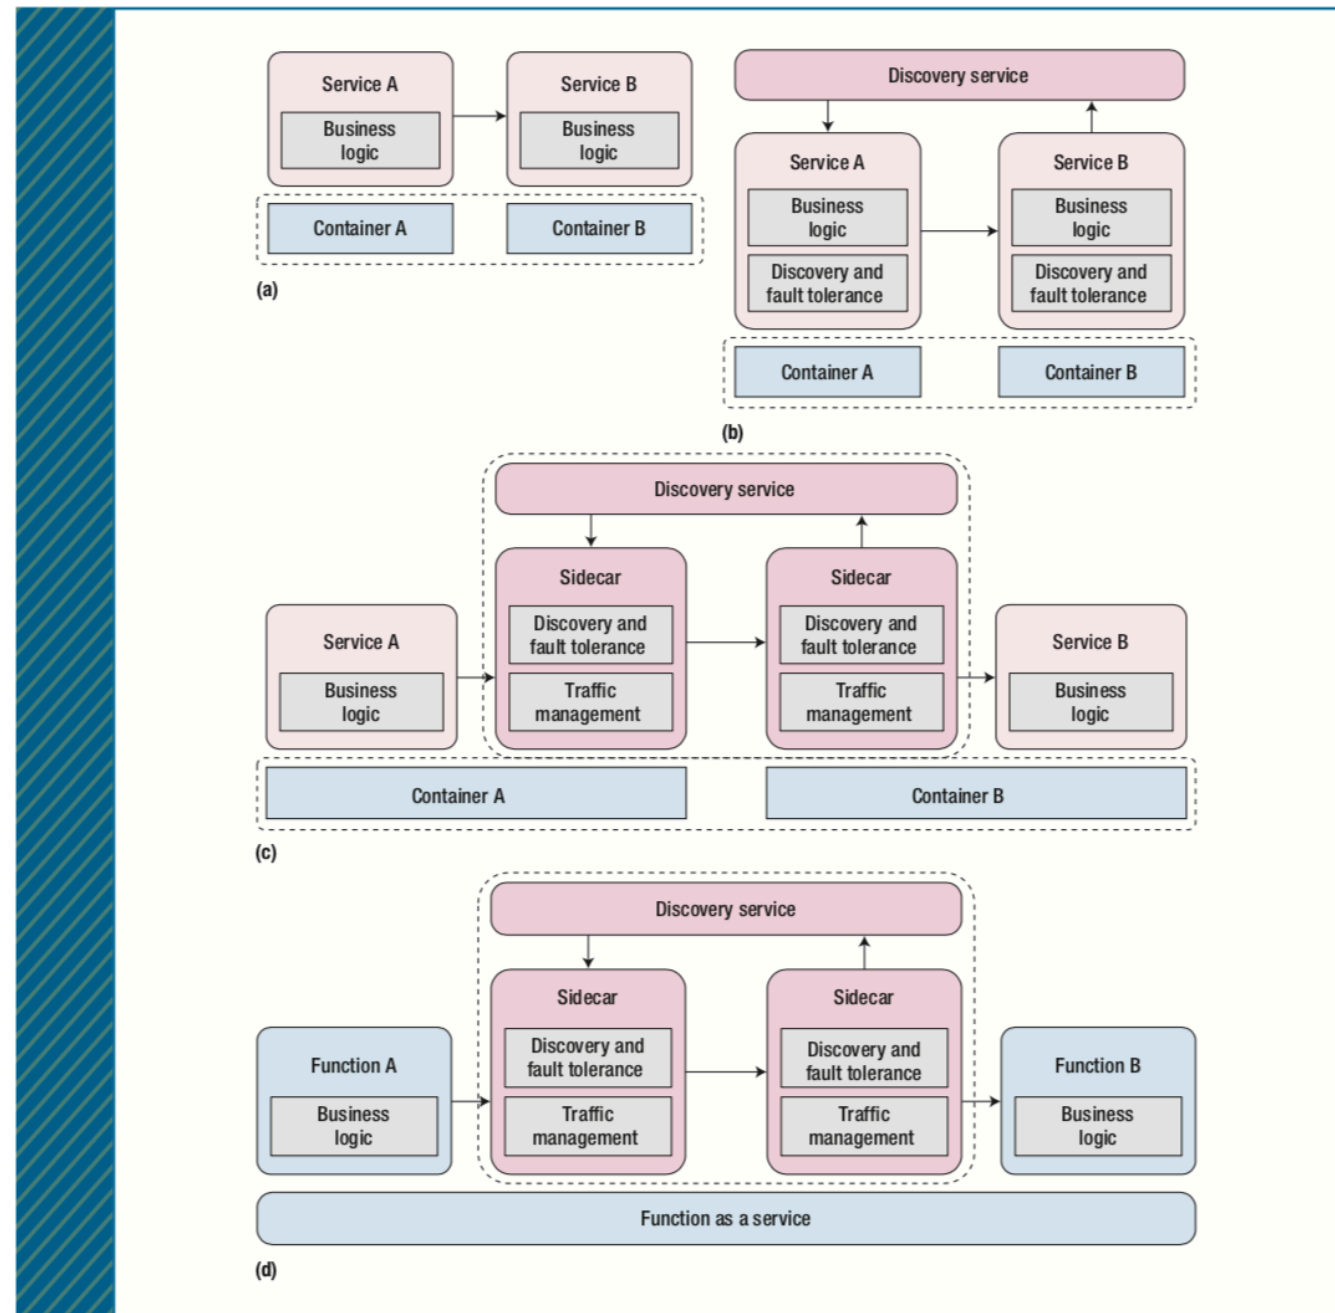 Service A
Business
logic
Service B
Business
logic
Container A
Container B
(a)
Discovery service
Service A
Business
logic
Discovery and
fault tolerance
Service B
Business
logic
Discovery and
fault tolerance
Container A
Container B
(b)
Discovery service
Service A
Business
logic
Sidecar
Discovery and
fault tolerance
Traffic
management
Sidecar
Discovery and
fault tolerance
Traffic
management
Service B
Business
logic
Container A
Container B
(c)
Discovery service
Function A
Business
logic
Sidecar
Discovery and
fault tolerance
Traffic
management
Sidecar
Discovery and
fault tolerance
Traffic
management
Function B
Business
logic
Function as a service
(d)